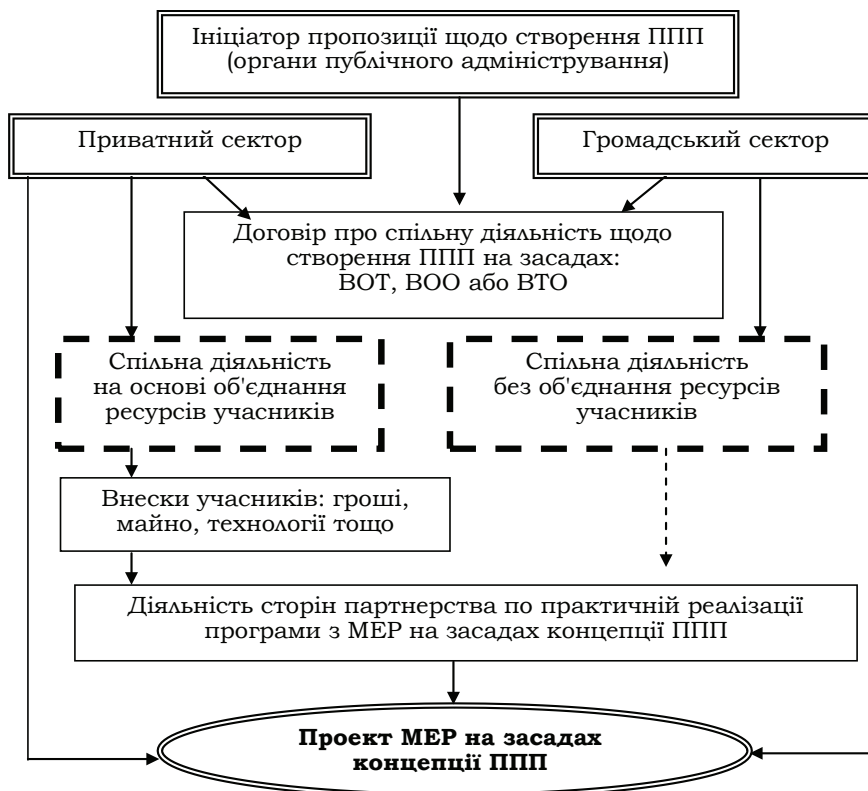 Ініціатор пропозиції щодо створення ППП
(органи публічного адміністрування)
Приватний сектор
Громадський сектор
Договір про спільну діяльність щодо
створення ППП на засадах:
ВОТ, ВОО або ВТО
Спільна діяльність
на основі об'єднання
ресурсів учасників
Спільна діяльність
без об'єднання ресурсів
учасників
Внески учасників: гроші,
майно, технології тощо
Діяльність сторін партнерства по практичній реалізації
програми з МЕР на засадах концепції ППП
Проект МЕР на засадах
концепції ППП